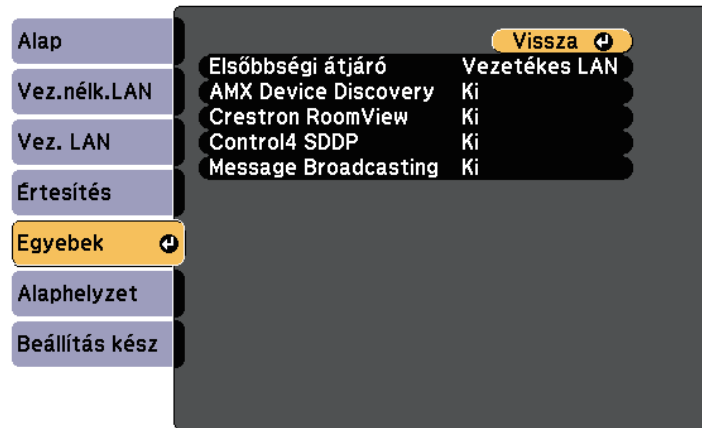 Alap
Vez.nélk.LAN
Vez. LAN
Értesítés
Egyebek
Alaphelyzet
Beállítás kész
Vissza
Elsőbbségi átjáró Vezetékes LAN
AMX Device Discovery Ki
Crestron RoomView Ki
Control4 SDDP Ki
Message Broadcasting Ki